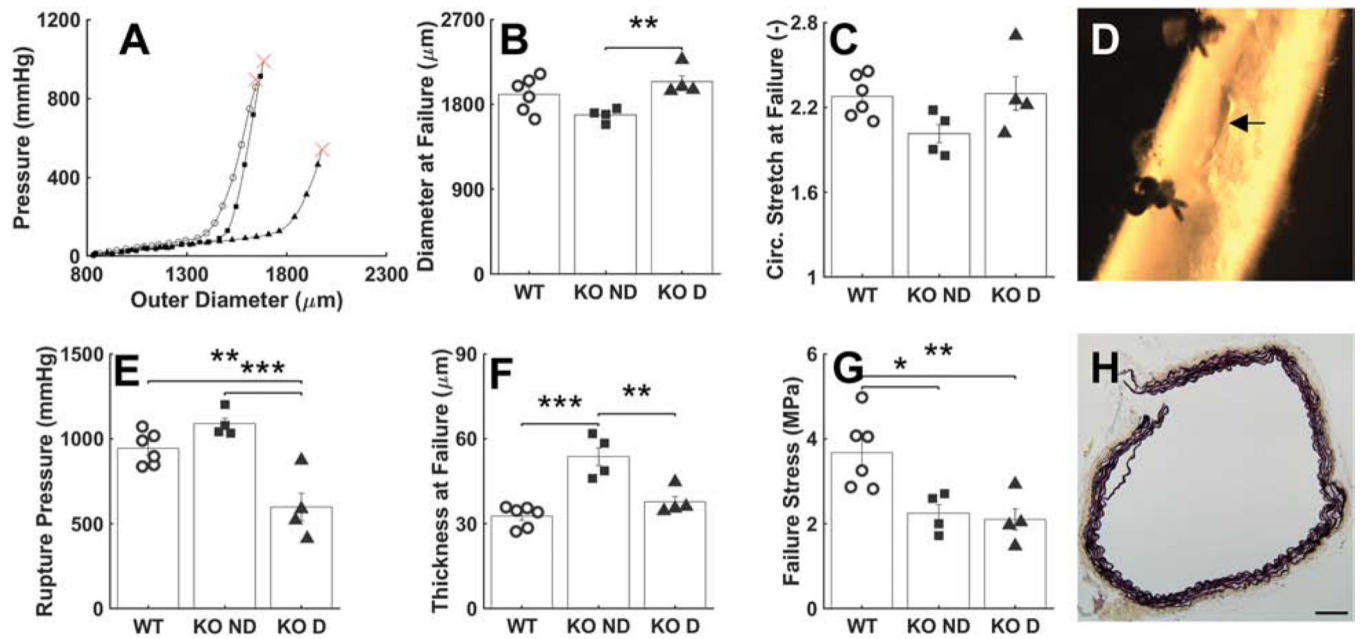 A
Pressure (mmHg)
1200
800
400
0
800 1300 1800 2300
Outer Diameter (μm)
B
Diameter at Failure (μm)
2700
1800
900
0
**
WT KO ND KO D
C
Circ. Stretch at Failure (-)
2.8
2.2
1.6
1
WT KO ND KO D
D
E
Rupture Pressure (mmHg)
1500
1000
500
0
**
***
WT KO ND KO D
F
Thickness at Failure (μm)
90
60
30
0
***
**
WT KO ND KO D
G
Failure Stress (MPa)
6
4
2
0
**
*
WT KO ND KO D
H